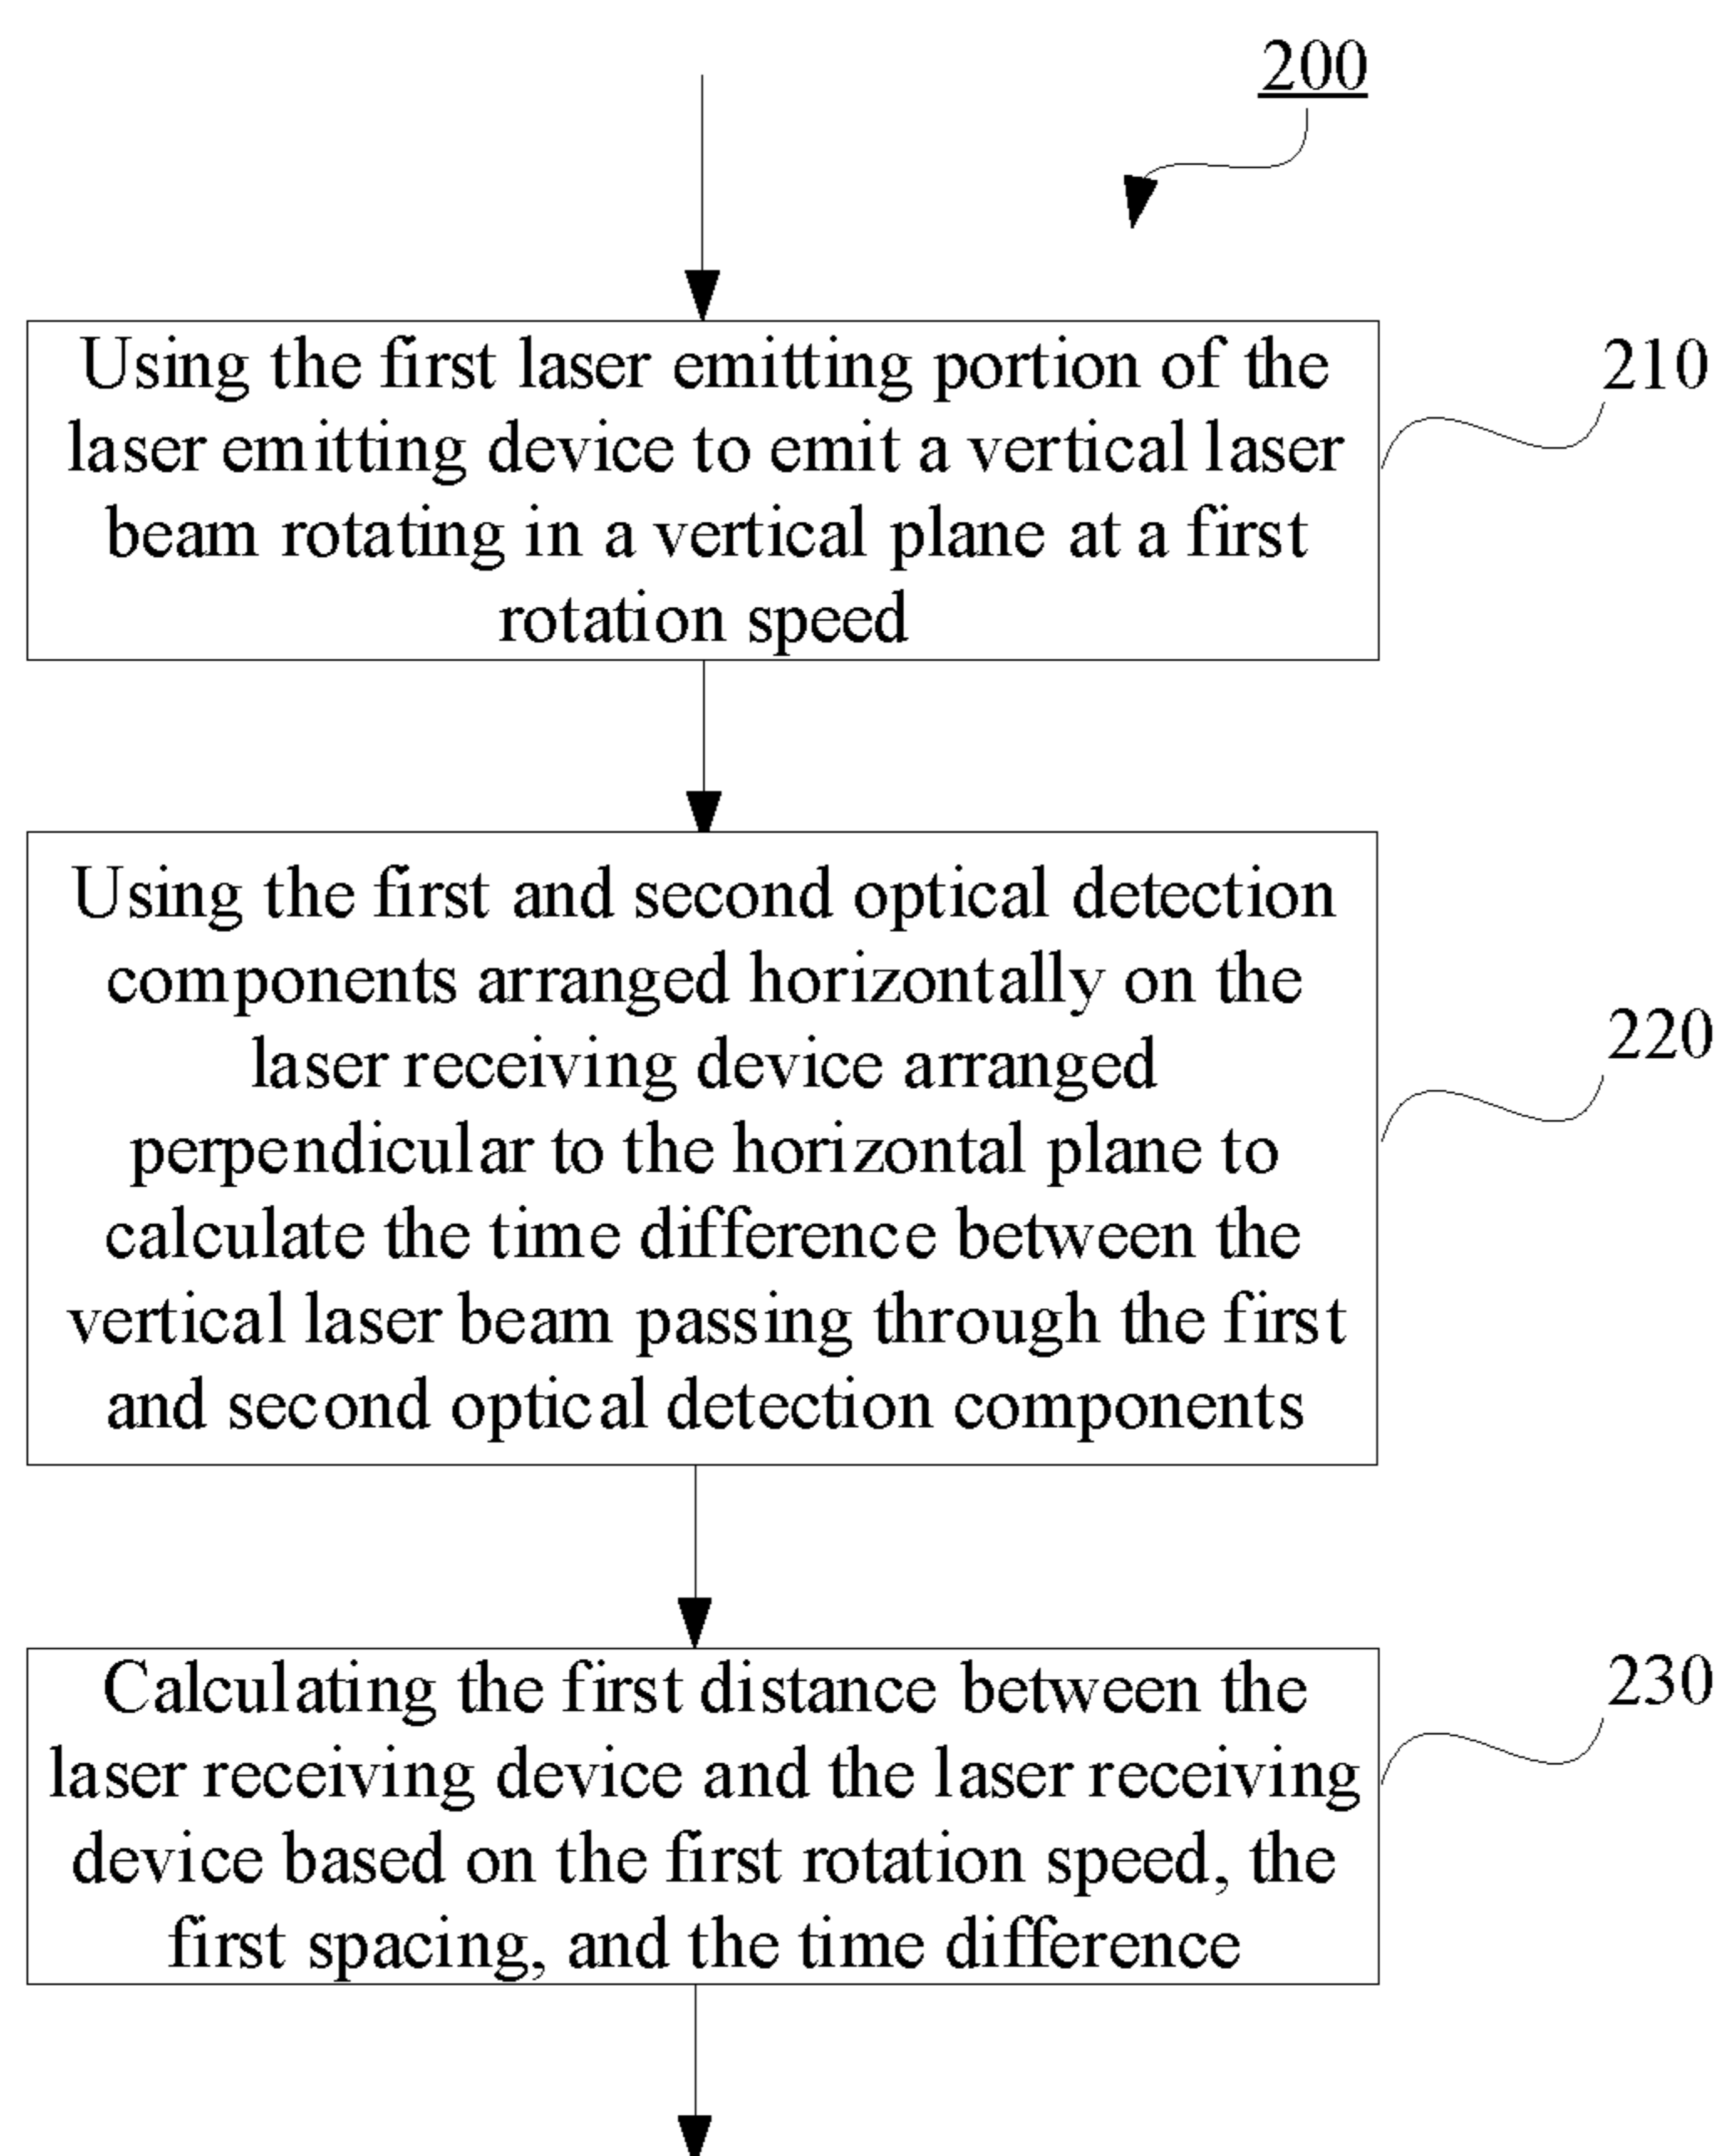 200
Using the first laser emitting portion of the
laser emitting device to emit a vertical laser
beam rotating in a vertical plane at a first
rotation speed
210
Using the first and second optical detection
components arranged horizontally on the
laser receiving device arranged
perpendicular to the horizontal plane to
calculate the time difference between the
vertical laser beam passing through the first
and second optical detection components
220
Calculating the first distance between the
laser receiving device and the laser receiving
device based on the first rotation speed, the
first spacing, and the time difference
230